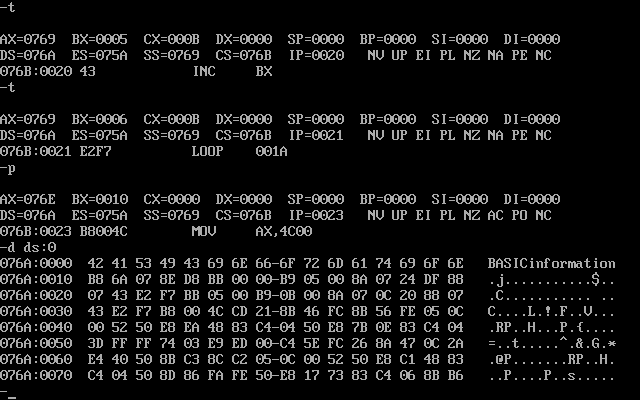 -t
AX=0769 BX=0005 CX=000B DX=0000 SP=0000 BP=0000 SI=0000 DI=0000
DS=076A ES=075A SS=0769 CS=076B IP=0020 NV UP EI PL NZ NA PE NC
076B:0020 43 INC BX
-t
AX=0769 BX=0006 CX=000B DX=0000 SP=0000 BP=0000 SI=0000 DI=0000
DS=076A ES=075A SS=0769 CS=076B IP=0021 NV UP EI PL NZ NA PE NC
076B:0021 E2F7 LOOP 001A
-p
AX=076E BX=0010 CX=0000 DX=0000 SP=0000 BP=0000 SI=0000 DI=0000
DS=076A ES=075A SS=0769 CS=076B IP=0023 NV UP EI PL NZ AC PO NC
076B:0023 B8004C MOV AX,4C00
-d ds:0
076A:0000 42 41 53 49 43 69 6E 66-6F 72 6D 61 74 69 6F 6E BASICinformation
076A:0010 B8 6A 07 8E D8 BB 00 00-B9 05 00 8A 07 24 DF 88 .j...........$..
076A:0020 07 43 E2 F7 BB 05 00 B9-0B 00 8A 07 0C 20 88 07 .C........... ..
076A:0030 43 E2 F7 B8 00 4C CD 21-8B 46 FC 8B 56 FE 05 0C C....L.!.F..V...
076A:0040 00 52 50 E8 EA 48 83 C4-04 50 E8 7B 0E 83 C4 04 .RP..H...P.{....
076A:0050 3D FF FF 74 03 E9 ED 00-C4 5E FC 26 8A 47 0C 2A =..t.....^.&.G.*
076A:0060 E4 40 50 8B C3 8C C2 05-0C 00 52 50 E8 C1 48 83 .@P.......RP..H.
076A:0070 C4 04 50 8D 86 FA FE 50-E8 17 73 83 C4 06 8B B6 ..P....P..s.....
-_